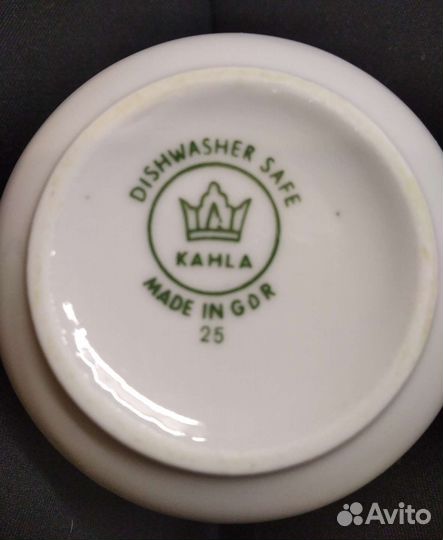 DISHWASHER SAFE
KAHLA
MADE IN GDR
25
Avito